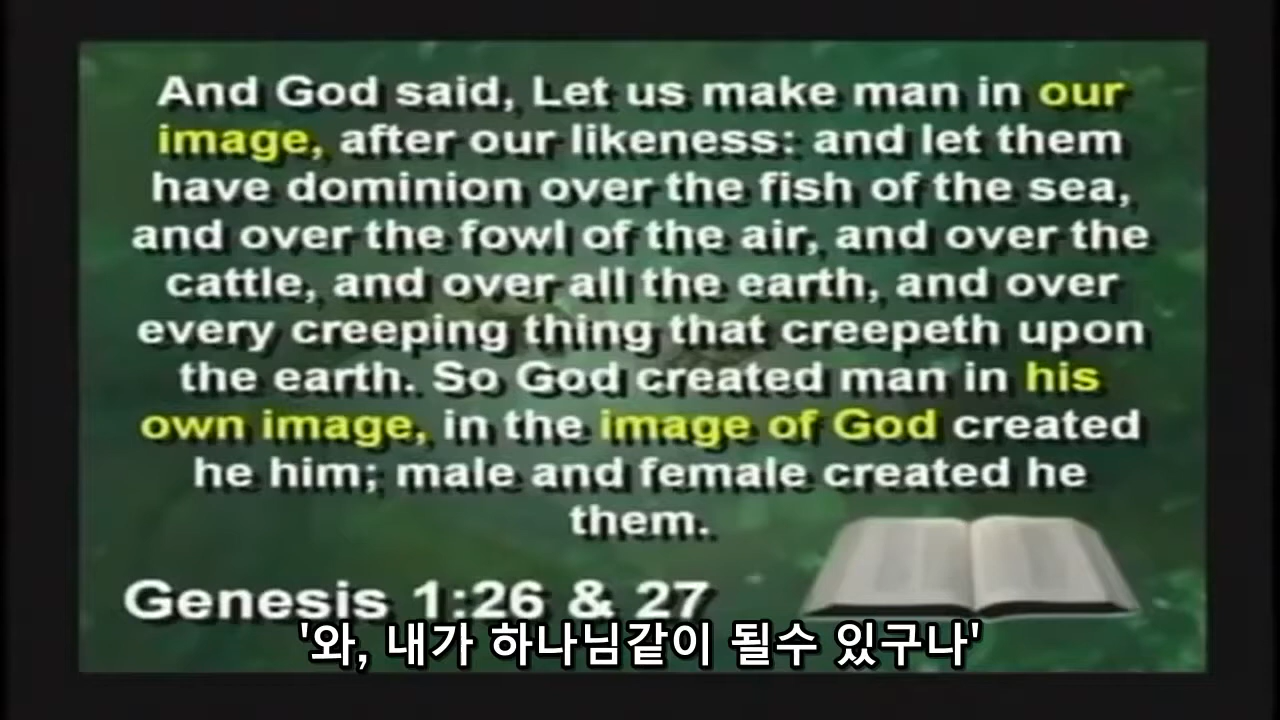 And God said, Let us make man in our
image, after our likeness: and let them
have dominion over the fish of the sea,
and over the fowl of the air, and over the
cattle, and over all the earth, and over
every creeping thing that creepeth upon
the earth. So God created man in his
own image, in the image of God created
he him; male and female created he
them.
Genesis 1:26 & 27
'와, 내가 하나님같이 될수 있구나'